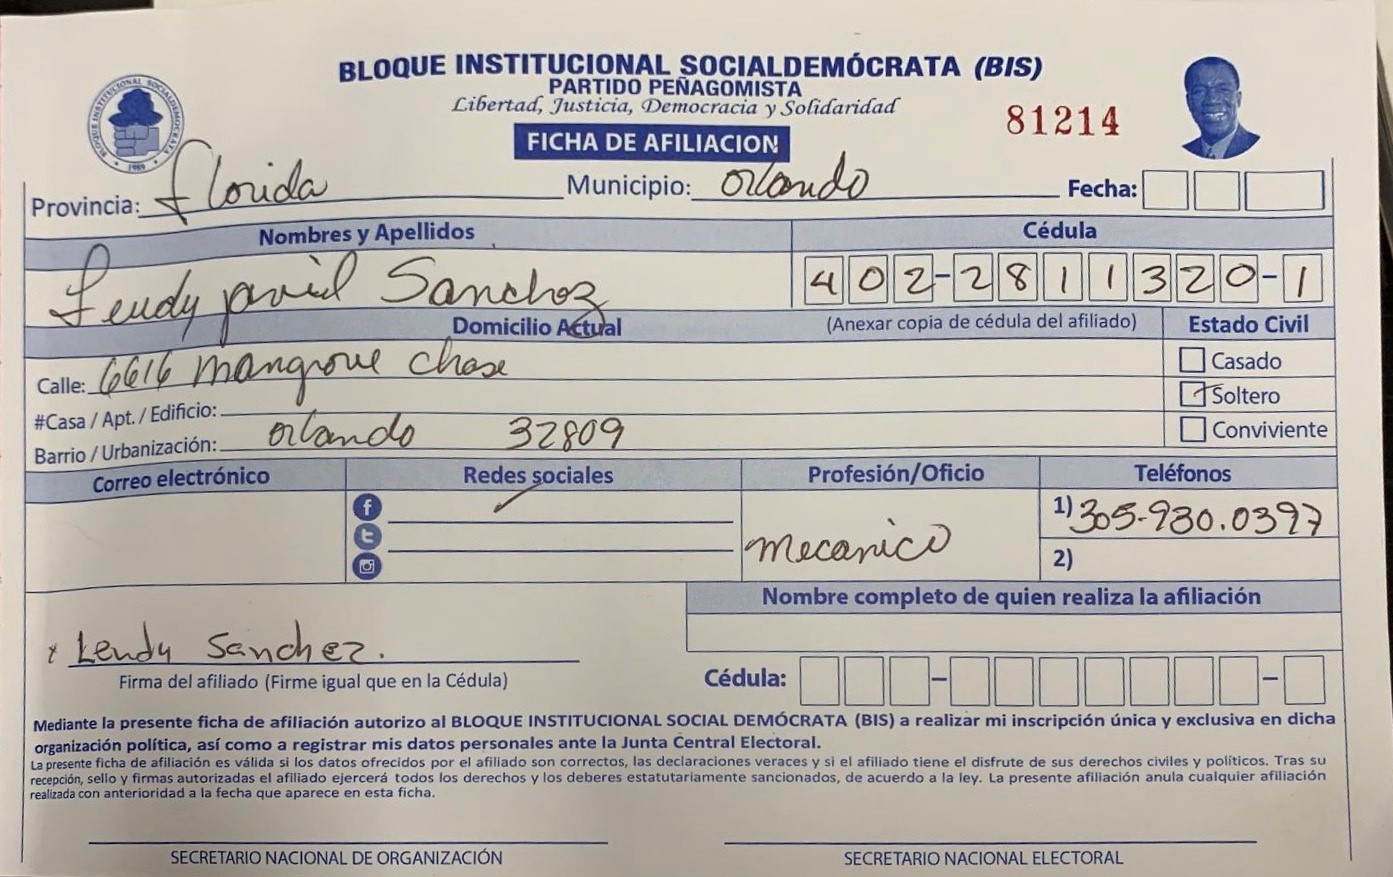 BLOQUE INSTITUCIONAL SOCIALDEMÓCRATA (BIS)
PARTIDO PEÑAGOMISTA
Libertad, Justicia, Democracia y Solidaridad
BLOQUE INSTITUCIONAL SOCIALDEMOCRATA
1989
81214
FICHA DE AFILIACION
Provincia: Florida Municipio: Orlando Fecha:
Nombres y Apellidos Cédula
Lendy Sanchez 402-2811320-1
Domicilio Actual (Anexar copia de cédula del afiliado) Estado Civil
Calle: 6616 mangrove Chase
Casado
#Casa / Apt. / Edificio:
Soltero
Barrio / Urbanización: Orlando 32809
Conviviente
Correo electrónico Redes sociales Profesión/Oficio Teléfonos
1) 305-930.0397
mecanico
2)
Nombre completo de quien realiza la afiliación
x Lendy Sanchez.
Firma del afiliado (Firme igual que en la Cédula) Cédula: - -
Mediante la presente ficha de afiliación autorizo al BLOQUE INSTITUCIONAL SOCIAL DEMÓCRATA (BIS) a realizar mi inscripción única y exclusiva en dicha
organización política, así como a registrar mis datos personales ante la Junta Central Electoral.
La presente ficha de afiliación es válida si los datos ofrecidos por el afiliado son correctos, las declaraciones veraces y si el afiliado tiene el disfrute de sus derechos civiles y políticos. Tras su
recepción, sello y firmas autorizadas el afiliado ejercerá todos los derechos y los deberes estatutariamente sancionados, de acuerdo a la ley. La presente afiliación anula cualquier afiliación
realizada con anterioridad a la fecha que aparece en esta ficha.
SECRETARIO NACIONAL DE ORGANIZACIÓN SECRETARIO NACIONAL ELECTORAL